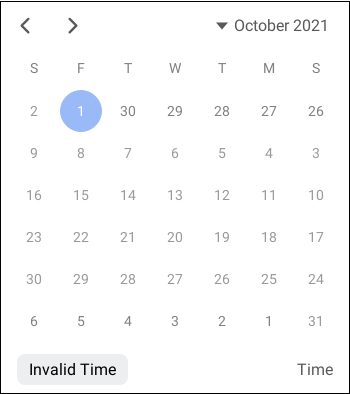 October 2021
S F T W T M S
2 1 30 29 28 27 26
9 8 7 6 5 4 3
16 15 14 13 12 11 10
23 22 21 20 19 18 17
30 29 28 27 26 25 24
6 5 4 3 2 1 31
Invalid Time Time